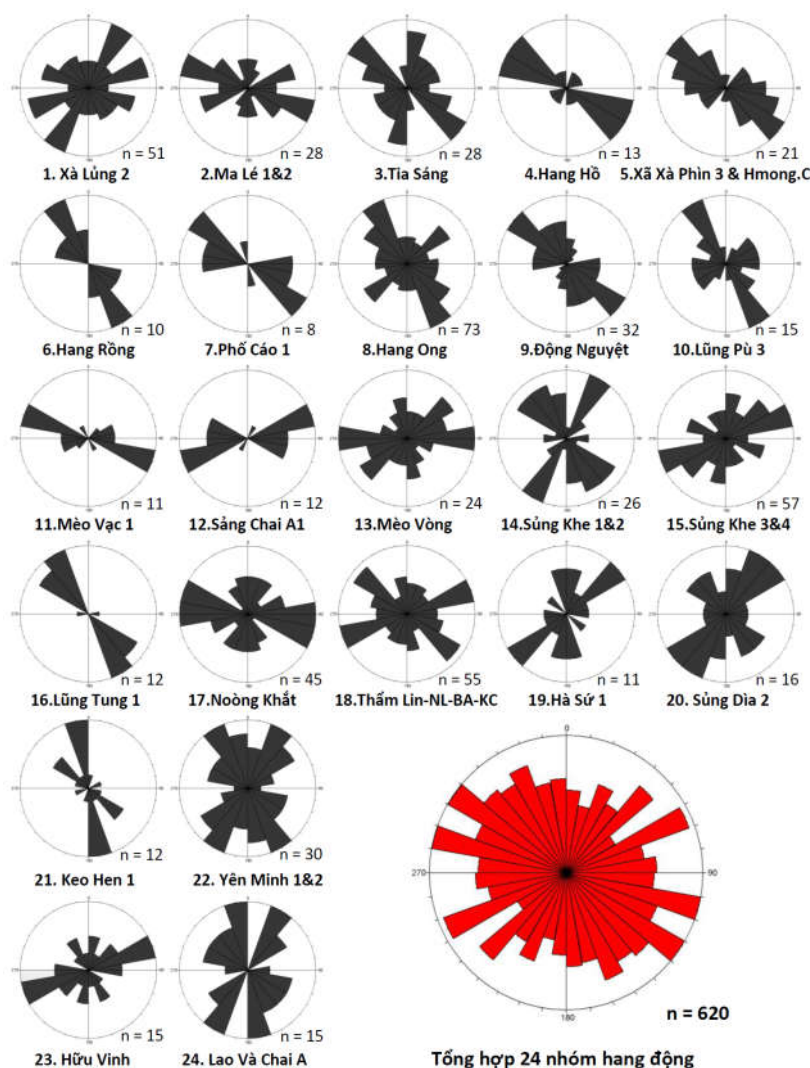 n = 51
n = 28
n = 28
n = 13
n = 21
1. Xà Lủng 2
2.Ma Lé 1&2
3.Tia Sáng
4.Hang Hồ
5.Xã Xà Phìn 3 & Hmong.C
n = 10
n = 8
n = 73
n = 32
n = 15
6.Hang Rồng
7.Phố Cáo 1
8.Hang Ong
9.Động Nguyệt
10.Lũng Pù 3
n = 11
n = 12
n = 24
n = 26
n = 57
11.Mèo Vạc 1
12.Sảng Chai A1
13.Mèo Vòng
14.Sủng Khe 1&2
15.Sủng Khe 3&4
n = 12
n = 45
n = 55
n = 11
n = 16
16.Lũng Tung 1
17.Noòng Khắt
18.Thẩm Lin-NL-BA-KC
19.Hà Sứ 1
20. Sủng Dìa 2
n = 12
n = 30
21. Keo Hen 1
22. Yên Minh 1&2
0
270
90
180
n = 15
n = 15
n = 620
23. Hữu Vinh
24. Lao Và Chai A
Tổng hợp 24 nhóm hang động